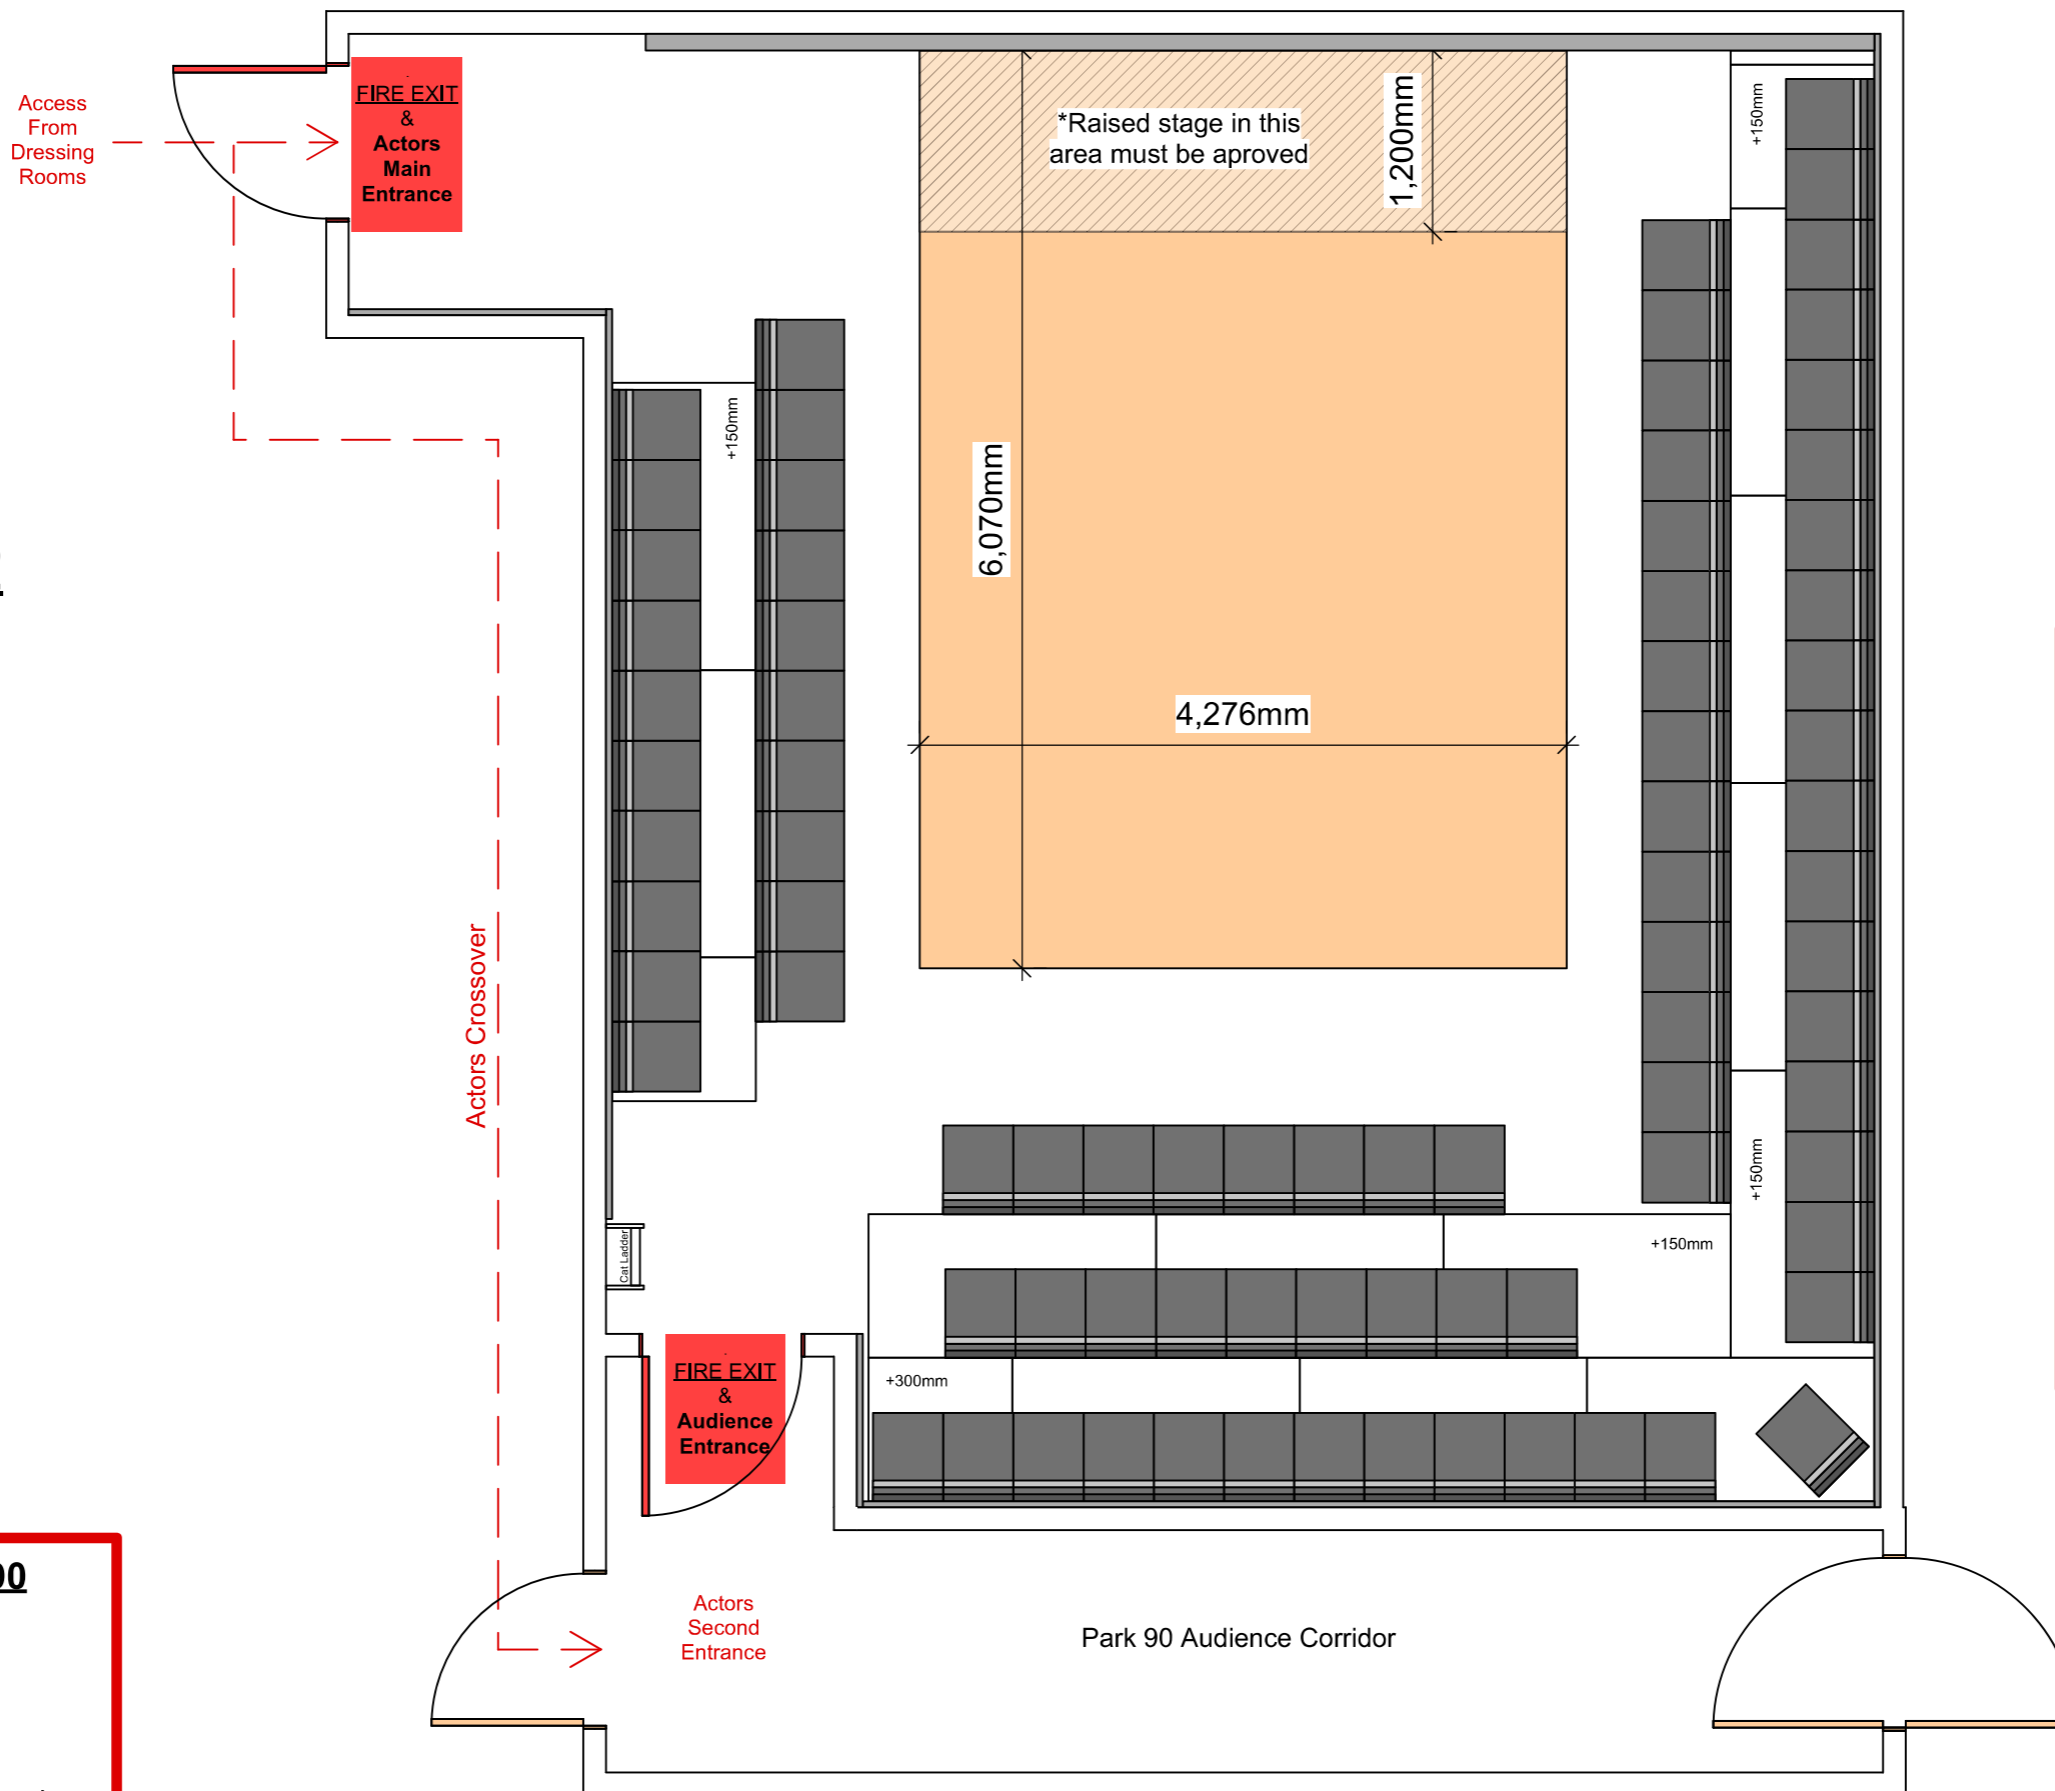 Access
From
Dressing
Rooms
FIRE EXIT
&
Actors
Main
Entrance
*Raised stage in this
area must be aproved
1,200mm
+150mm
+150mm
6,070mm
4,276mm
Actors Crossover
+150mm
Cat Ladder
+150mm
FIRE EXIT
&
Audience
Entrance
+300mm
Actors
Second
Entrance
Park 90 Audience Corridor